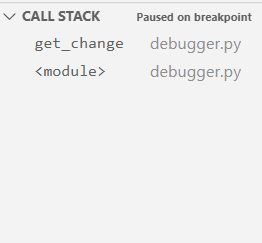 CALL STACK Paused on breakpoint
get_change debugger.py
<module> debugger.py